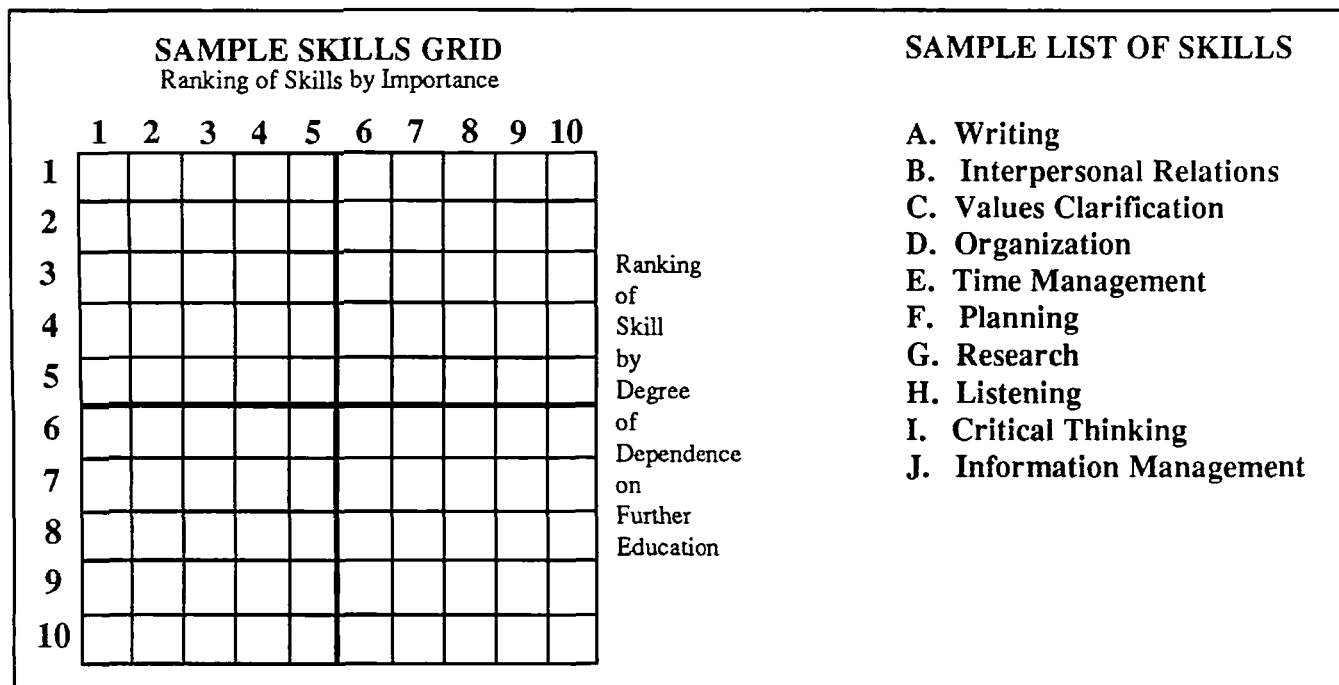 SAMPLE SKILLS GRID
Ranking of Skills by Importance
1 2 3 4 5 6 7 8 9 10
1
2
3
4
5
6
7
8
9
10
Ranking
of
Skill
by
Degree
of
Dependence
on
Further
Education
SAMPLE LIST OF SKILLS
A. Writing
B. Interpersonal Relations
C. Values Clarification
D. Organization
E. Time Management
F. Planning
G. Research
H. Listening
I. Critical Thinking
J. Information Management